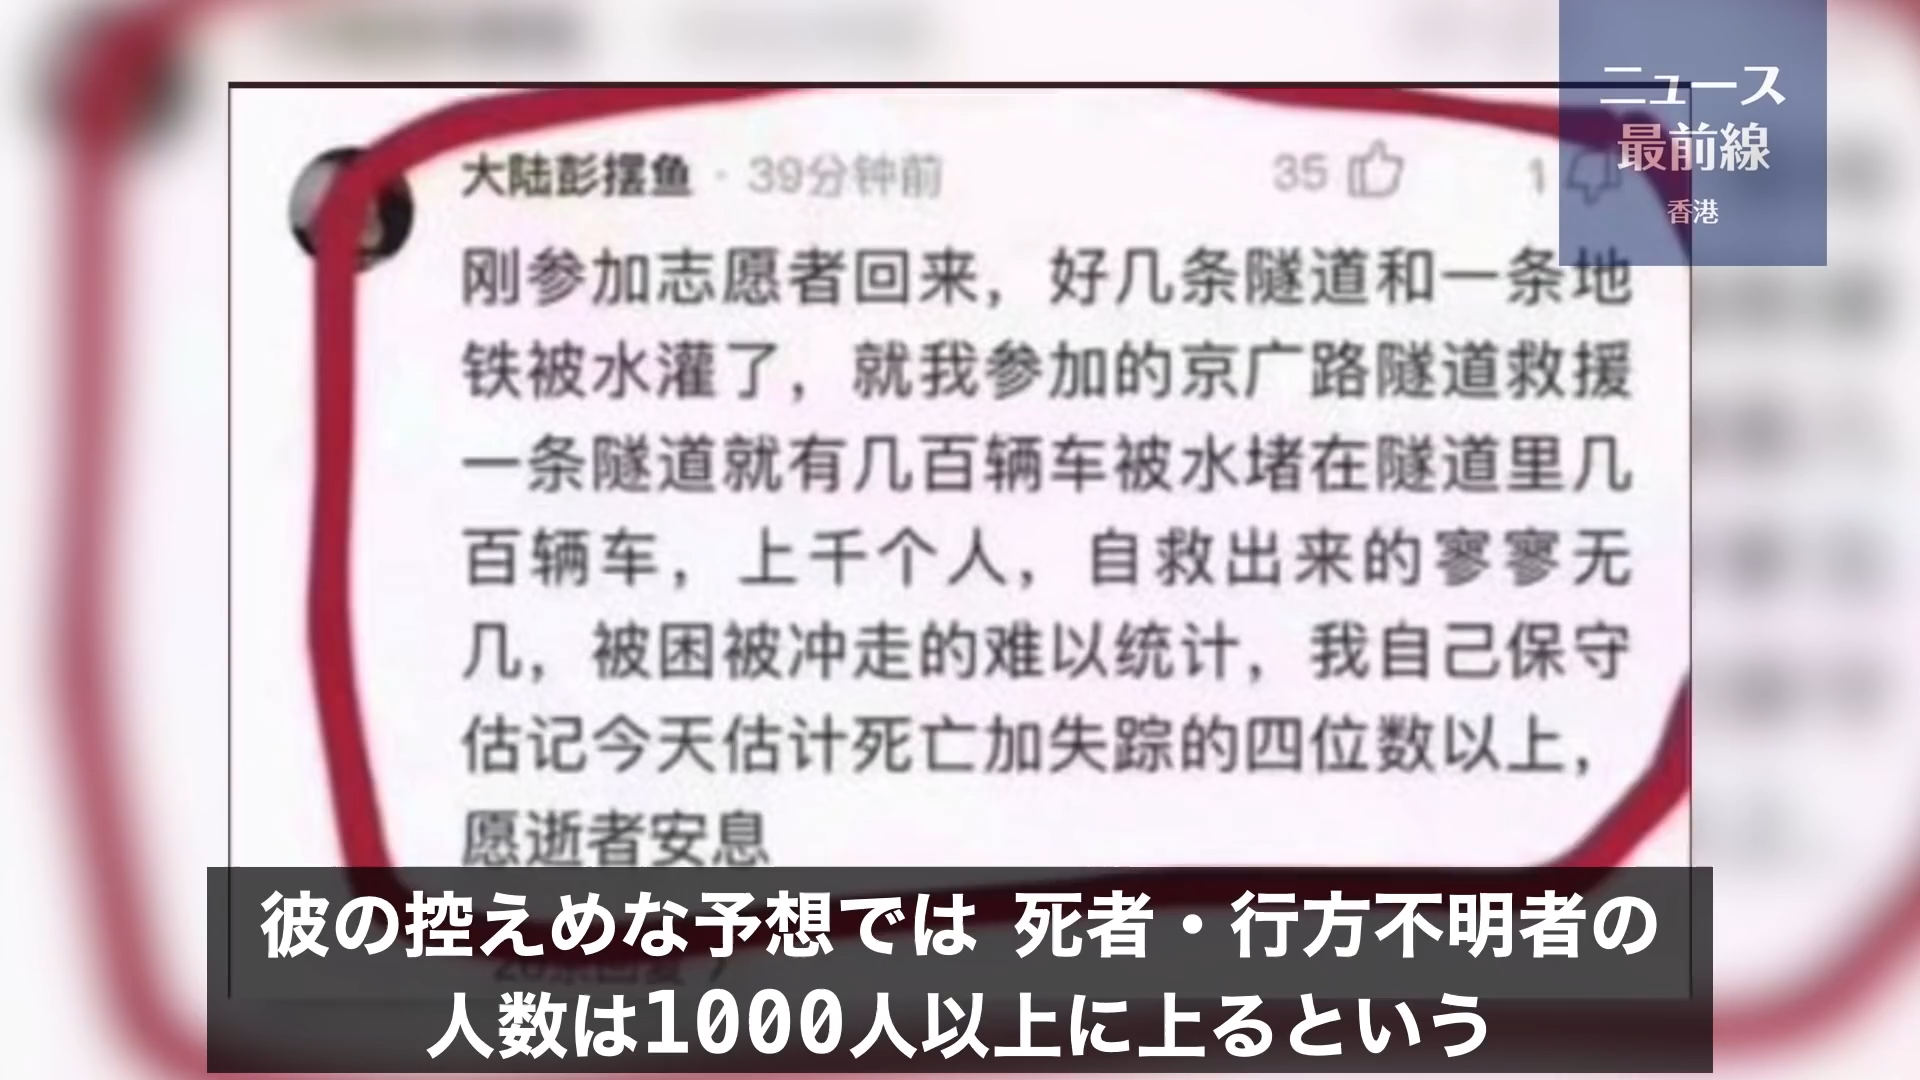 ニュース
最前線
香港
大陆彭摆鱼 · 39分钟前 35 1
刚参加志愿者回来，好几条隧道和一条地
铁被水灌了，就我参加的京广路隧道救援
一条隧道就有几百辆车被水堵在隧道里几
百辆车，上千个人，自救出来的寥寥无
几，被困被冲走的难以统计，我自己保守
估记今天估计死亡加失踪的四位数以上，
愿逝者安息
彼の控えめな予想では 死者・行方不明者の
人数は1000人以上に上るという